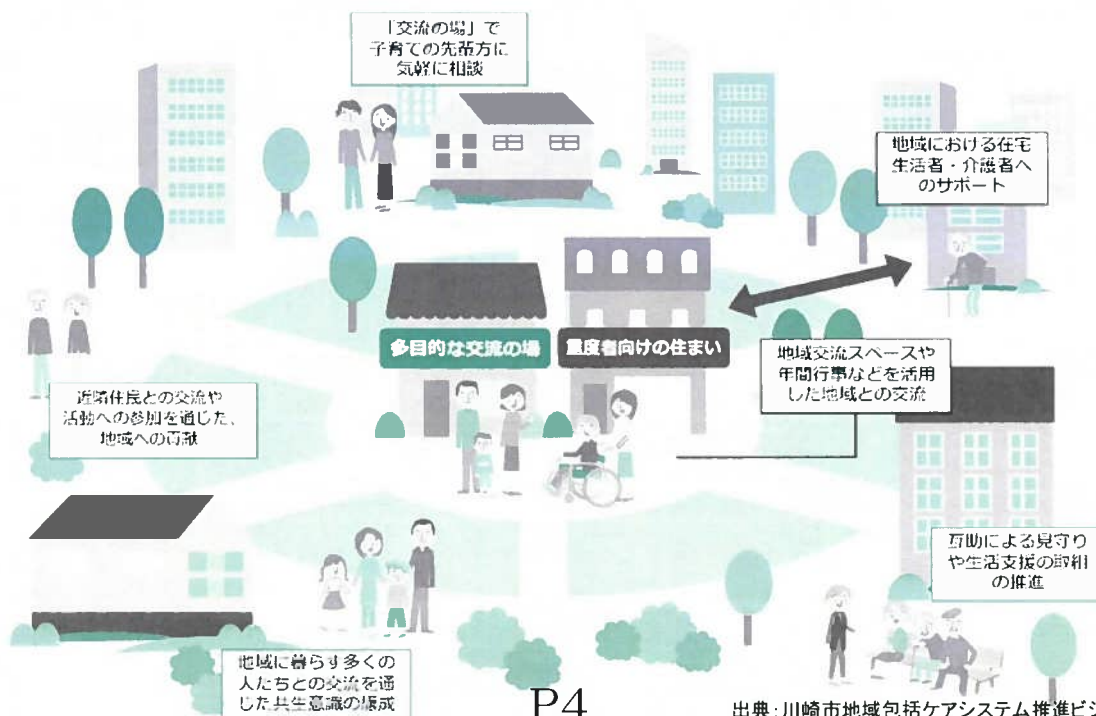 「交流の場」で
子育ての先輩方に
気軽に相談
地域における在宅
生活者・介護者へ
のサポート
多目的な交流の場
重度者向けの住まい
地域交流スペースや
年間行事などを活用
した地域との交流
近隣住民との交流や
活動への参加を通じた、
地域への貢献
互助による見守り
や生活支援の取組
の推進
地域に暮らす多くの
人たちとの交流を通
じた共生意識の醸成
P4
出典:川崎市地域包括ケアシステム推進ビジ